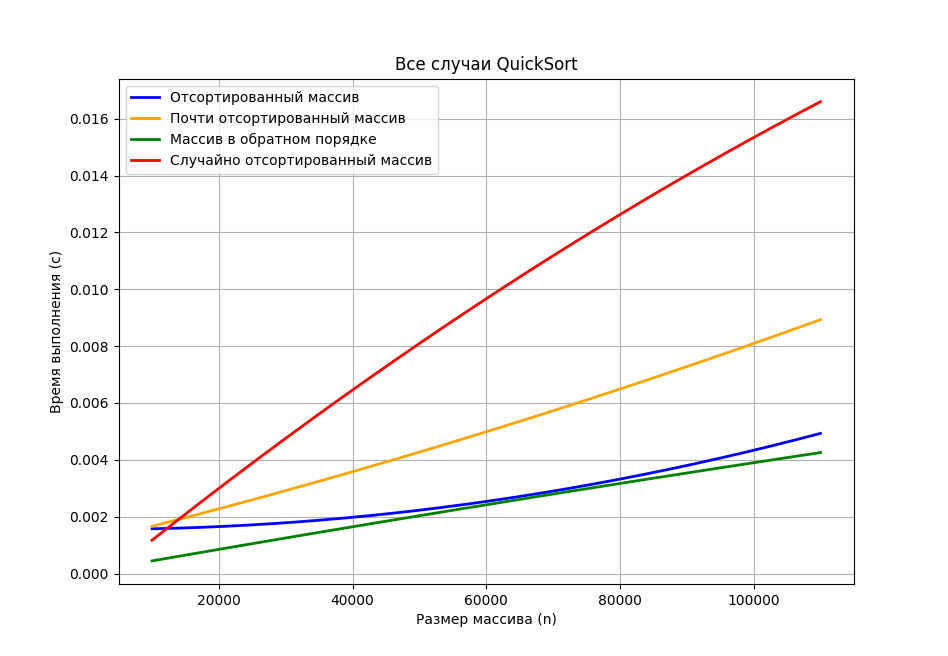 Все случаи QuickSort
Отсортированный массив
Почти отсортированный массив
Массив в обратном порядке
Случайно отсортированный массив
Время выполнения (с)
0.016
0.014
0.012
0.010
0.008
0.006
0.004
0.002
0.000
20000 40000 60000 80000 100000
Размер массива (n)